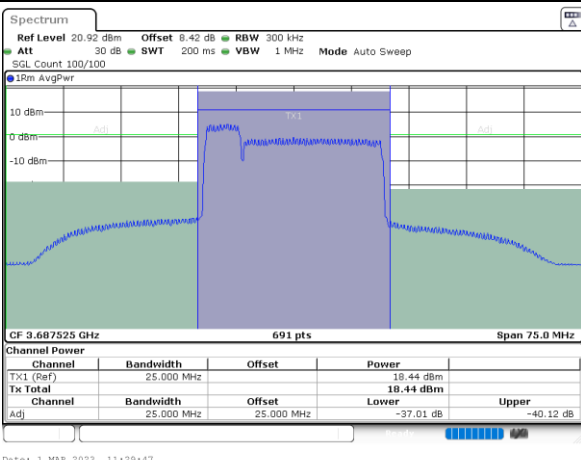 Spectrum
Ref Level 20.92 dBm Offset 8.42 dB RBW 300 kHz
Att 30 dB SWT 200 ms VBW 1 MHz Mode Auto Sweep
SGL Count 100/100
1Rm AvgPwr
TX1
10 dBm
Adj Adj
0 dBm
-10 dBm
CF 3.687525 GHz 691 pts Span 75.0 MHz
Channel Power
Channel Bandwidth Offset Power
TX1 (Ref) 25.000 MHz 18.44 dBm
Tx Total 18.44 dBm
Channel Bandwidth Offset Lower Upper
Adj 25.000 MHz 25.000 MHz -37.01 dB -40.12 dB
Ready